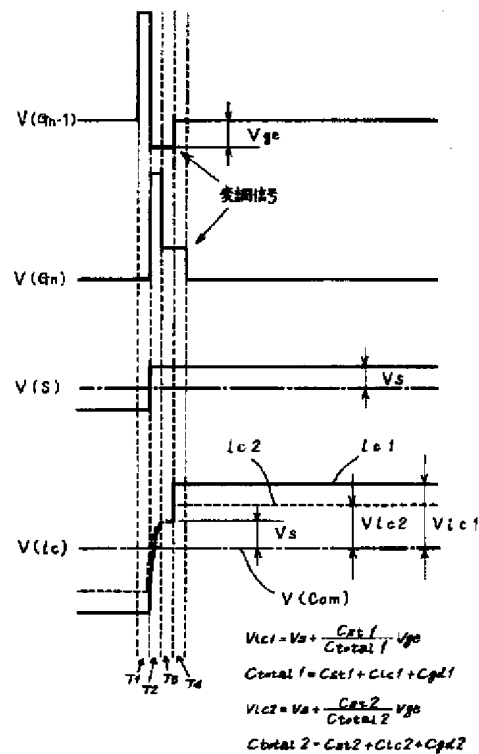 V(Gn-1)
Vge
変調信号
V(Gn)
V(S)
Vs
lc2
lc1
V(lc)
Vs
Vlc2
Vlc1
V(Com)
T1
T2
T3
T4
Vlc1=Vs+Cst1/Ctotal1 Vge
Ctotal1=Cst1+Clc1+Cgd1
Vlc2=Vs+Cst2/Ctotal2 Vge
Ctotal2=Cst2+Clc2+Cgd2